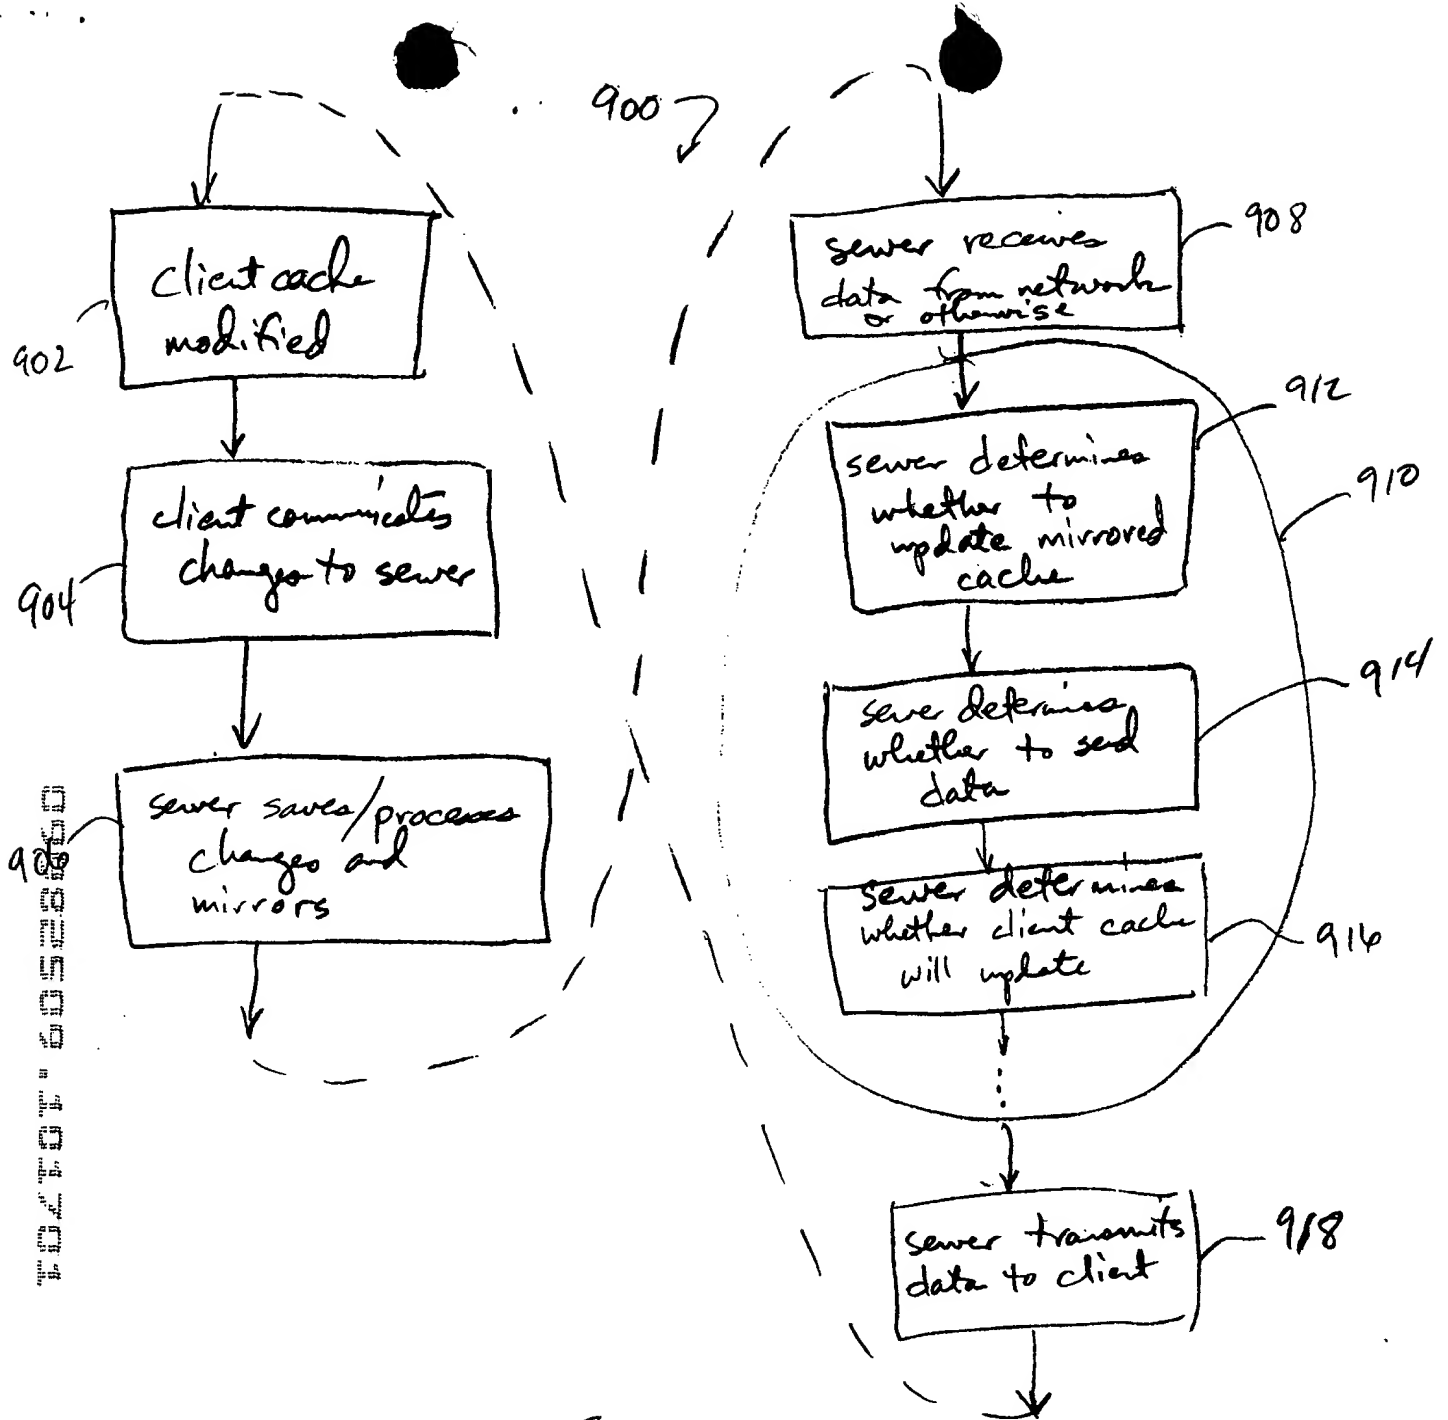 900
client cache
modified
902
client communicates
changes to server
904
server saves/processes
changes and
mirrors
906
server receives
data from network
or otherwise
908
server determines
whether to
update mirrored
cache
912
910
server determines
whether to send
data
914
server determines
whether client cache
will update
916
server transmits
data to client
918